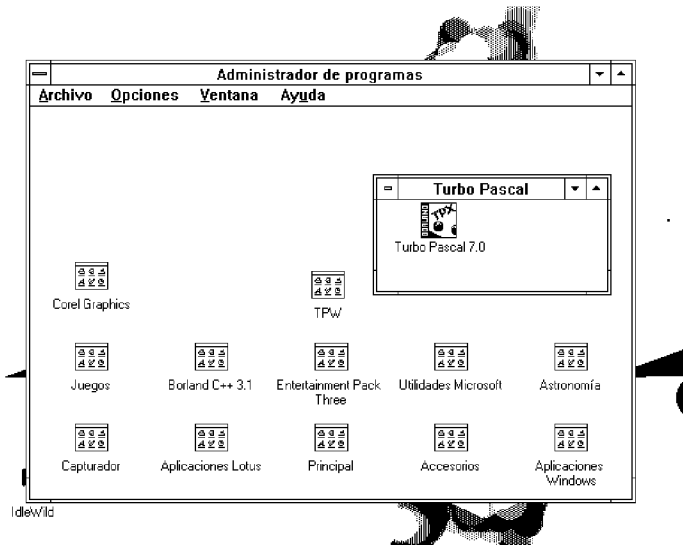 Administrador de programas
Archivo Opciones Ventana Ayuda
Turbo Pascal
BORLAND TPX
Turbo Pascal 7.0
Corel Graphics
TPW
Juegos
Borland C++ 3.1
Entertainment Pack
Three
Utilidades Microsoft
Astronomía
Capturador
Aplicaciones Lotus
Principal
Accesorios
Aplicaciones
Windows
IdleWild